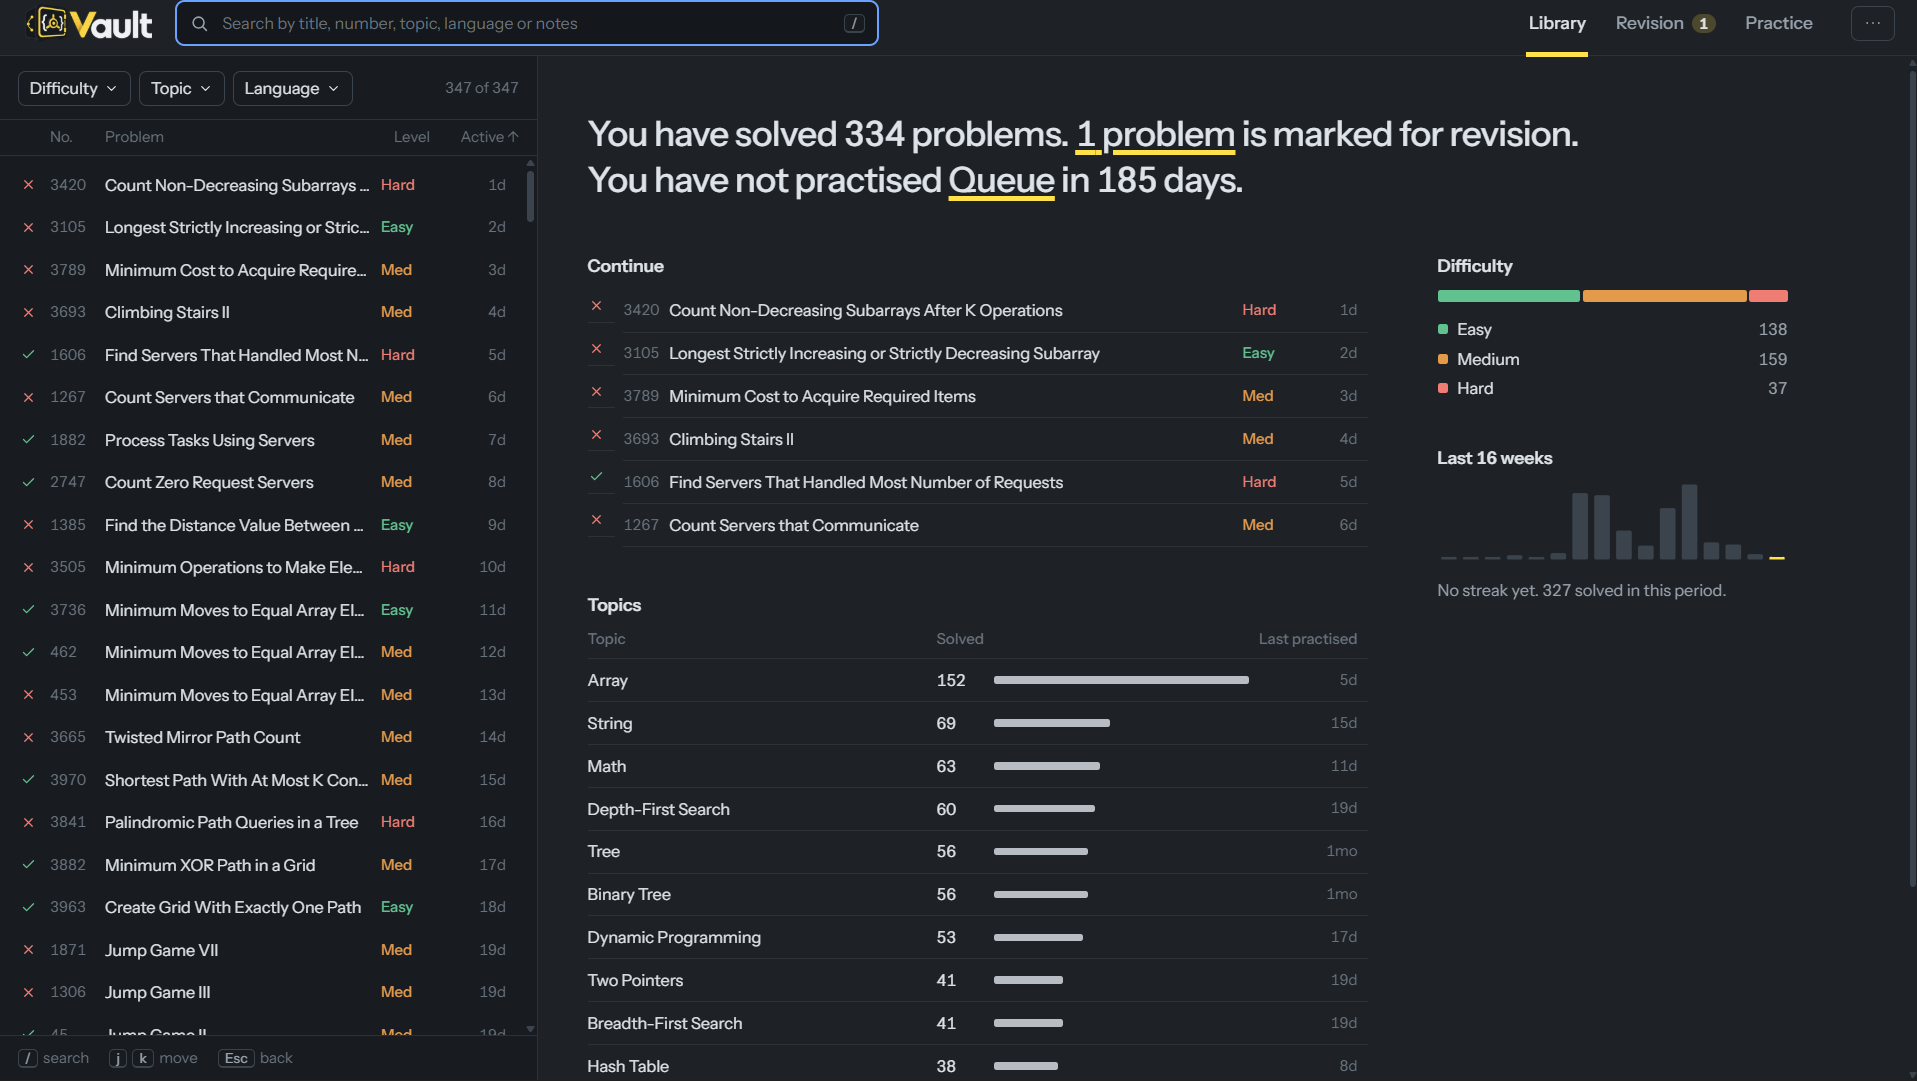 Vault
Search by title, number, topic, language or notes
/
Library
Revision 1
Practice
...
Difficulty
Topic
Language
347 of 347
No. Problem Level Active ↑
3420 Count Non-Decreasing Subarrays ... Hard 1d
3105 Longest Strictly Increasing or Stric... Easy 2d
3789 Minimum Cost to Acquire Require... Med 3d
3693 Climbing Stairs II Med 4d
1606 Find Servers That Handled Most N... Hard 5d
1267 Count Servers that Communicate Med 6d
1882 Process Tasks Using Servers Med 7d
2747 Count Zero Request Servers Med 8d
1385 Find the Distance Value Between ... Easy 9d
3505 Minimum Operations to Make Ele... Hard 10d
3736 Minimum Moves to Equal Array El... Easy 11d
462 Minimum Moves to Equal Array El... Med 12d
453 Minimum Moves to Equal Array El... Med 13d
3665 Twisted Mirror Path Count Med 14d
3970 Shortest Path With At Most K Con... Med 15d
3841 Palindromic Path Queries in a Tree Hard 16d
3882 Minimum XOR Path in a Grid Med 17d
3963 Create Grid With Exactly One Path Easy 18d
1871 Jump Game VII Med 19d
1306 Jump Game III Med 19d
45 Jump Game II Med 19d
/ search j k move Esc back
You have solved 334 problems. 1 problem is marked for revision.
You have not practised Queue in 185 days.
Continue
3420 Count Non-Decreasing Subarrays After K Operations Hard 1d
3105 Longest Strictly Increasing or Strictly Decreasing Subarray Easy 2d
3789 Minimum Cost to Acquire Required Items Med 3d
3693 Climbing Stairs II Med 4d
1606 Find Servers That Handled Most Number of Requests Hard 5d
1267 Count Servers that Communicate Med 6d
Topics
Topic Solved Last practised
Array 152 5d
String 69 15d
Math 63 11d
Depth-First Search 60 19d
Tree 56 1mo
Binary Tree 56 1mo
Dynamic Programming 53 17d
Two Pointers 41 19d
Breadth-First Search 41 19d
Hash Table 38 8d
Difficulty
Easy 138
Medium 159
Hard 37
Last 16 weeks
No streak yet. 327 solved in this period.